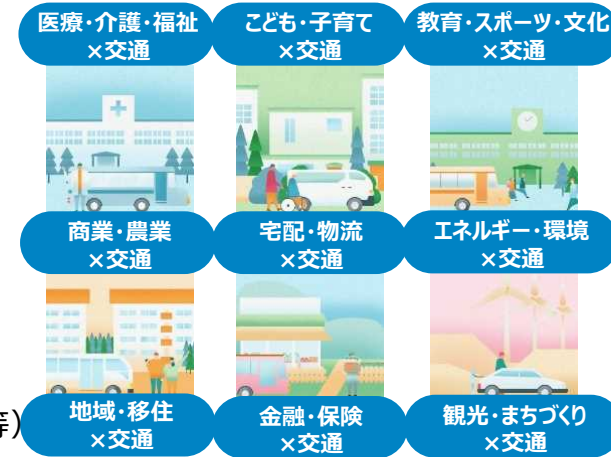 医療・介護・福祉
×交通
こども・子育て
×交通
教育・スポーツ・文化
×交通
商業・農業
×交通
宅配・物流
×交通
エネルギー・環境
×交通
等)
地域・移住
×交通
金融・保険
×交通
観光・まちづくり
×交通